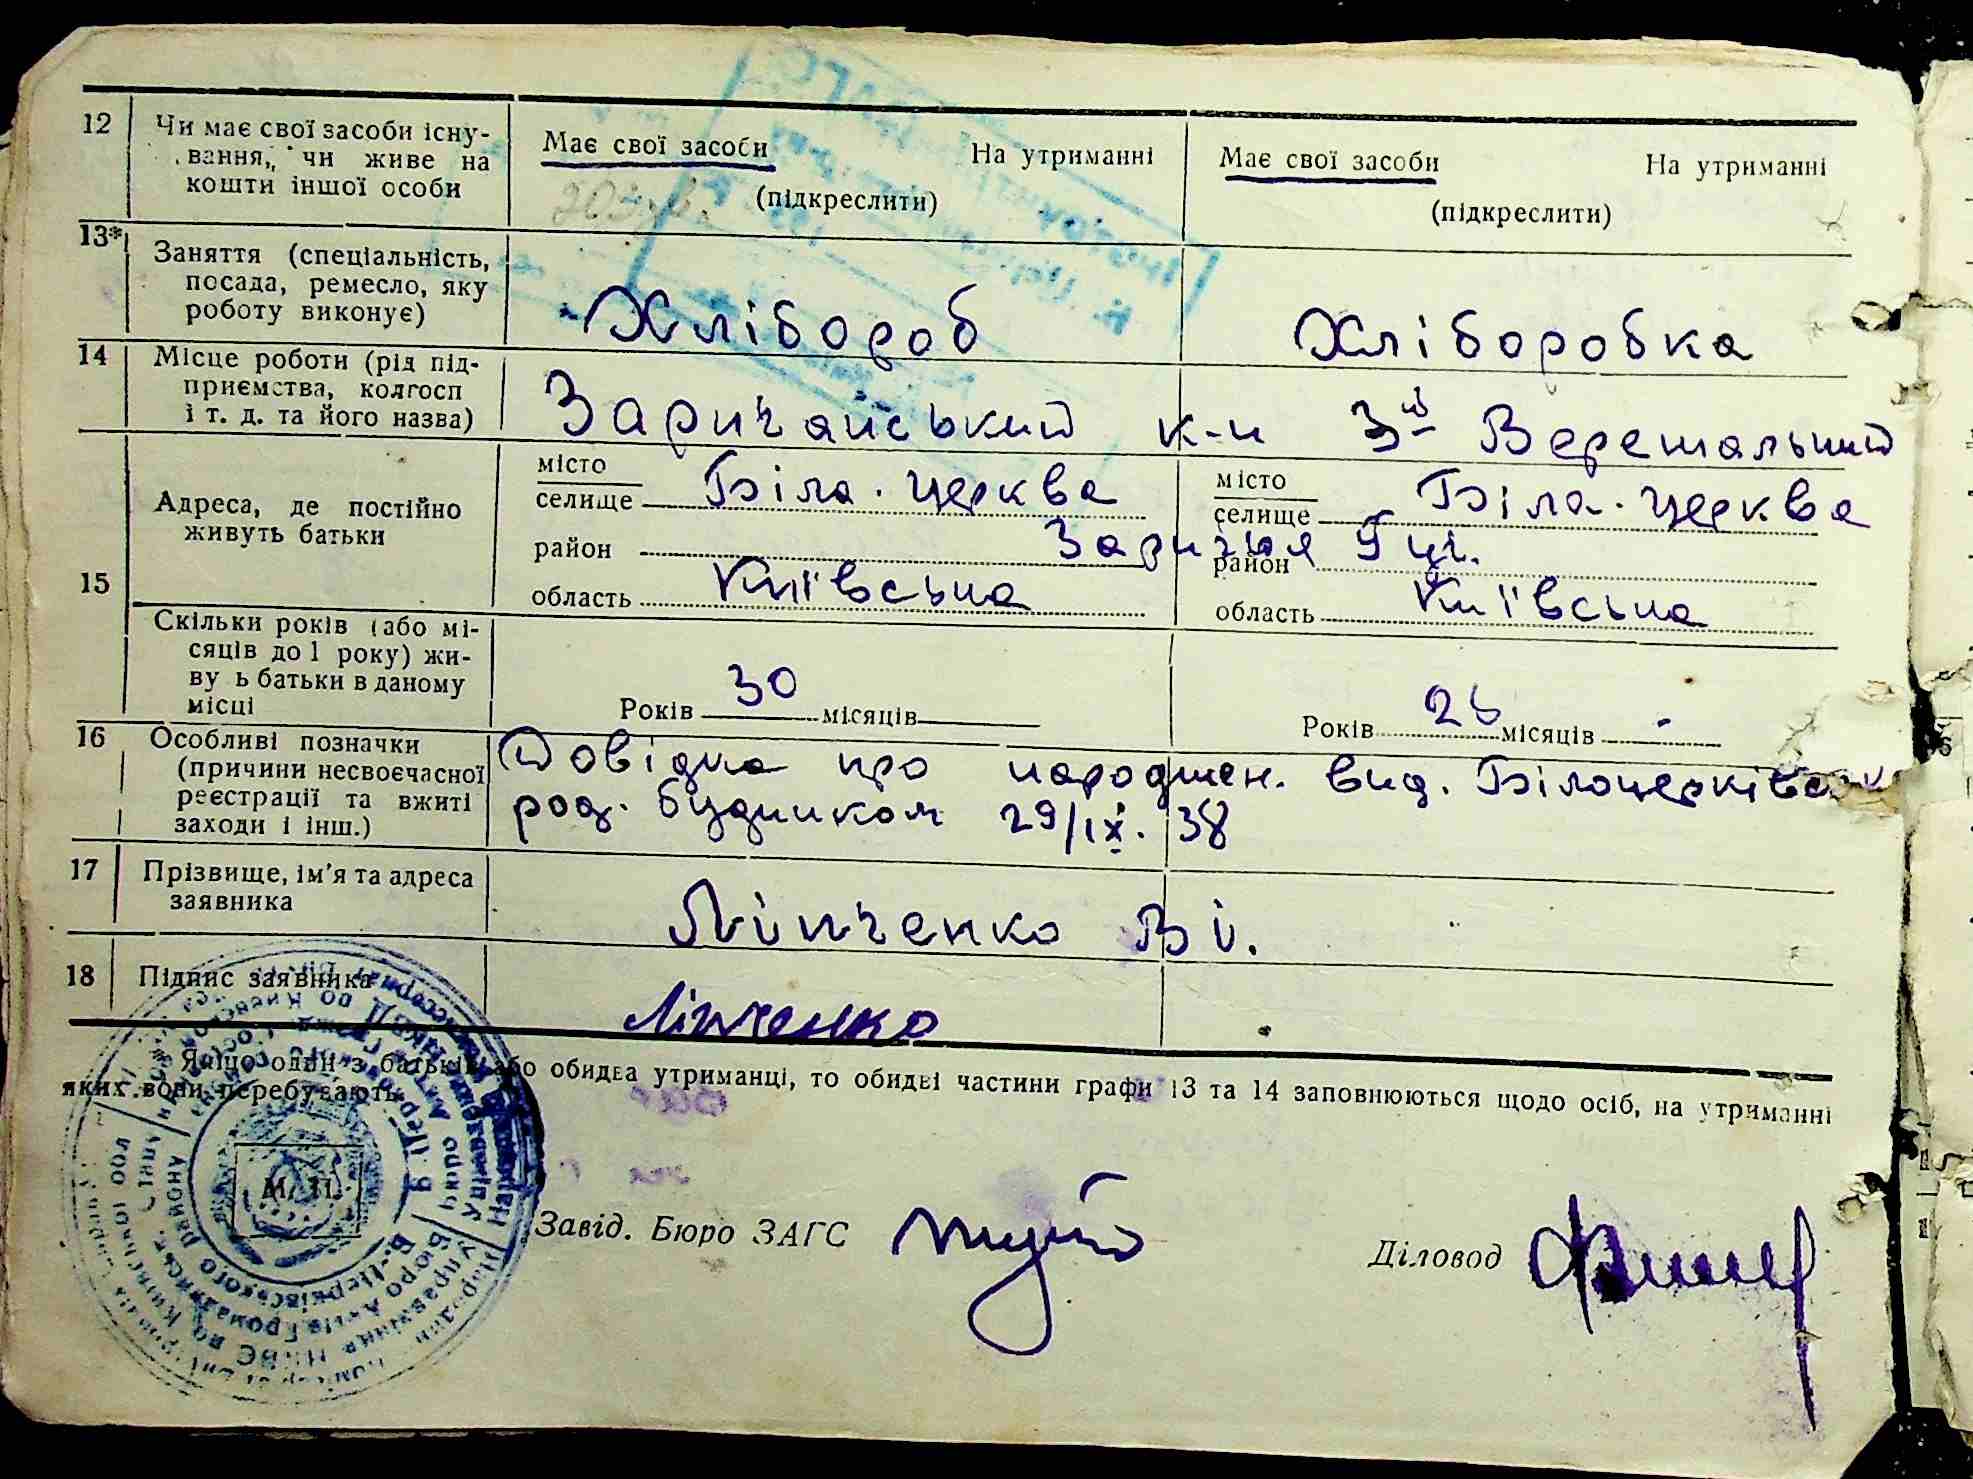 12 Чи має свої засоби існу-
вання, чи живе на
кошти іншої особи
Має свої засоби На утриманні
(підкреслити)
Має свої засоби На утриманні
(підкреслити)
13* Заняття (спеціальність,
посада, ремесло, яку
роботу виконує)
Хлібороб Хліборобка
14 Місце роботи (рід під-
приємства, колгосп
і т. д. та його назва)
Заричанський к-п
15 Адреса, де постійно
живуть батьки
місто
селище Біла-церква
район Заричья
область Київська
місто
селище Біла-церква
район
область Київська
Скільки років (або мі-
сяців до 1 року) жи-
ву ь батьки в даному
місці
Років 30 місяців
Років місяців -
16 Особливі позначки
(причини несвоєчасної
реєстрації та вжиті
заходи і інш.)
Довідка про народжен. вид. Білоцерківськ
род. будинком 29/IX. 38
17 Прізвище, ім'я та адреса
заявника
Ліпченко В і.
18 Підпис заявника
Ліпченко
Якщо один з батьків або обидва утриманці, то обидві частини графи 13 та 14 заповнюються щодо осіб, на утриманні
яких вони перебувають.
М. П.
Завід. Бюро ЗАГС
Діловод